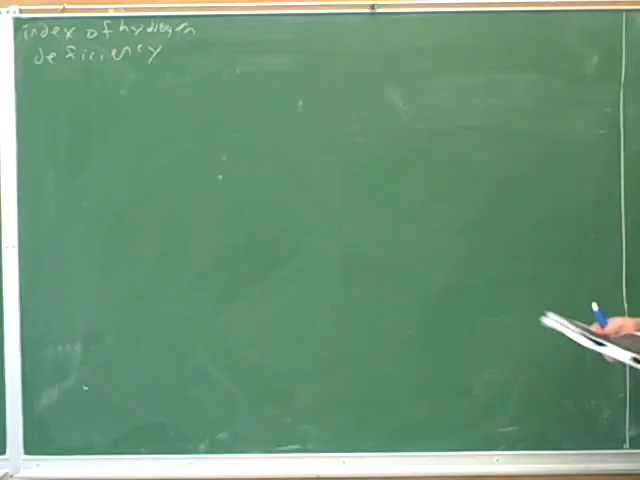 index of hydrogen
deficiency